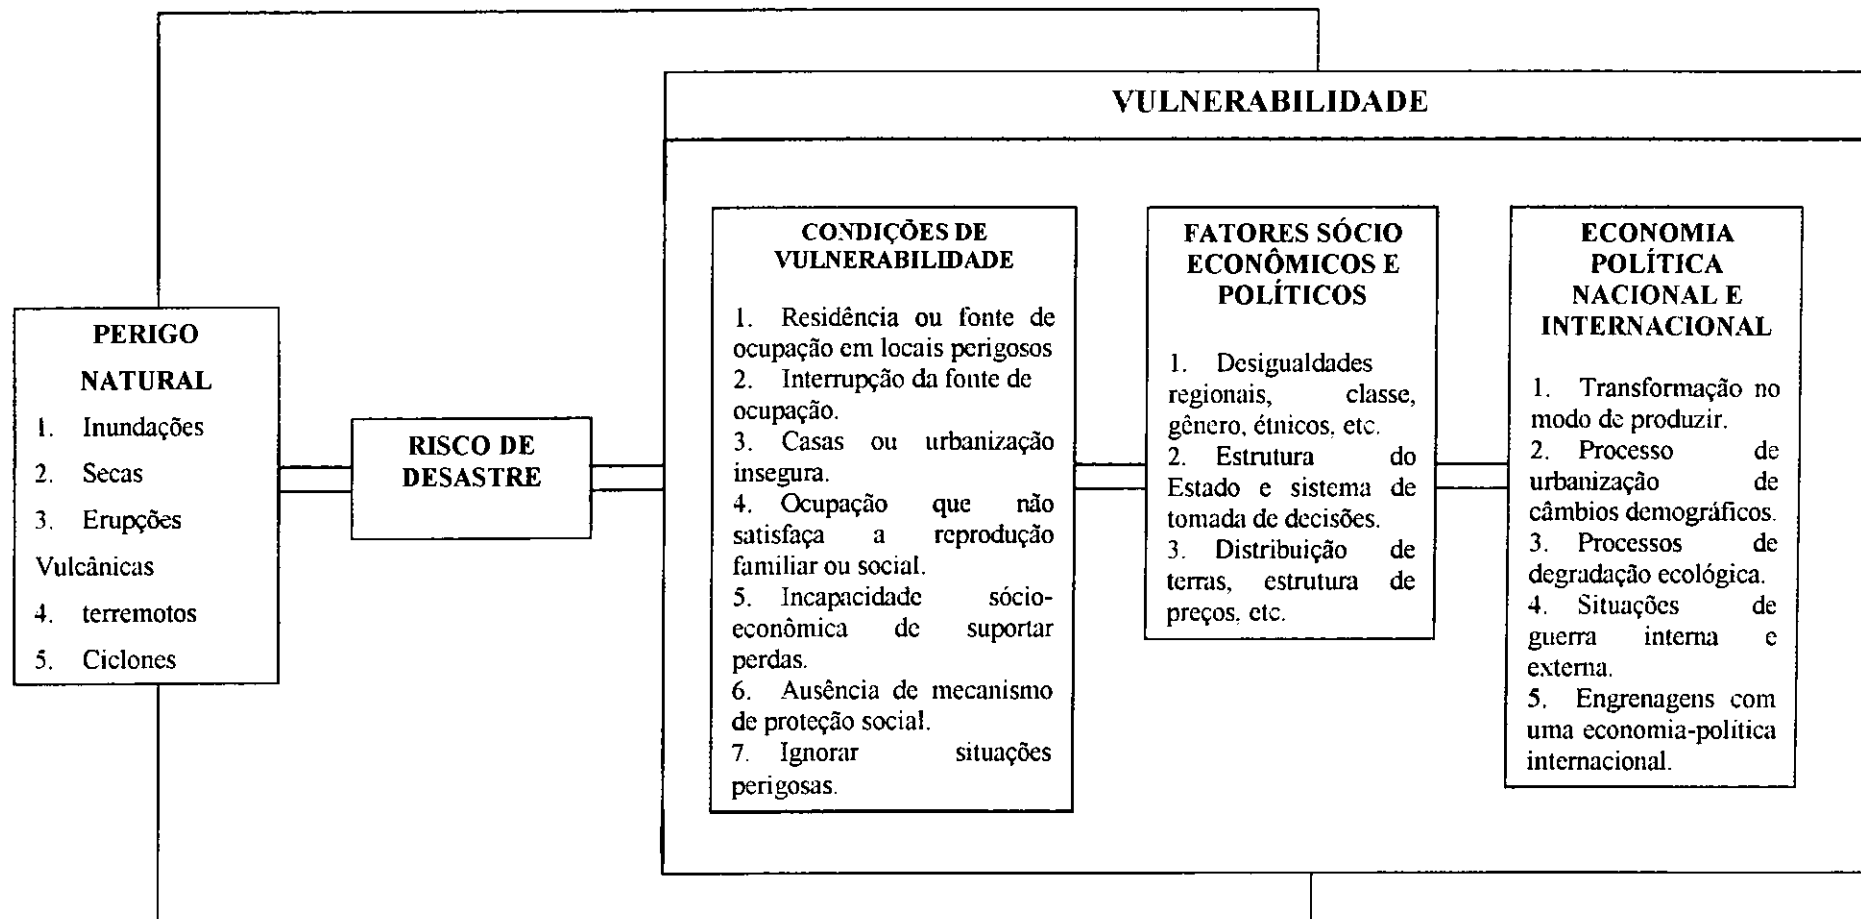 VULNERABILIDADE
PERIGO
NATURAL
1. Inundações
2. Secas
3. Erupções
Vulcânicas
4. terremotos
5. Ciclones
RISCO DE
DESASTRE
CONDIÇÕES DE
VULNERABILIDADE
1. Residência ou fonte de
ocupação em locais perigosos
2. Interrupção da fonte de
ocupação.
3. Casas ou urbanização
insegura.
4. Ocupação que não
satisfaça a reprodução
familiar ou social.
5. Incapacidade sócio-
econômica de suportar
perdas.
6. Ausência de mecanismo
de proteção social.
7. Ignorar situações
perigosas.
FATORES SÓCIO
ECONÔMICOS E
POLÍTICOS
1. Desigualdades
regionais, classe,
gênero, étnicos, etc.
2. Estrutura do
Estado e sistema de
tomada de decisões.
3. Distribuição de
terras, estrutura de
preços, etc.
ECONOMIA
POLÍTICA
NACIONAL E
INTERNACIONAL
1. Transformação no
modo de produzir.
2. Processo de
urbanização de
câmbios demográficos.
3. Processos de
degradação ecológica.
4. Situações de
guerra interna e
externa.
5. Engrenagens com
uma economia-política
internacional.